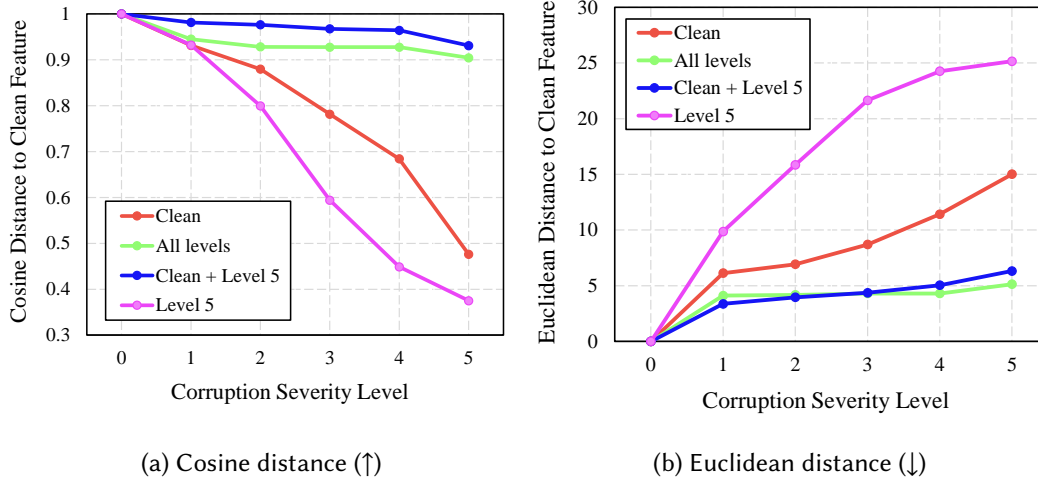 Cosine Distance to Clean Feature
1
0.9
0.8
0.7
0.6
0.5
0.4
0.3
Clean
All levels
Clean + Level 5
Level 5
0 1 2 3 4 5
Corruption Severity Level
(a) Cosine distance (↑)
Euclidean Distance to Clean Feature
30
25
20
15
10
5
0
Clean
All levels
Clean + Level 5
Level 5
0 1 2 3 4 5
Corruption Severity Level
(b) Euclidean distance (↓)